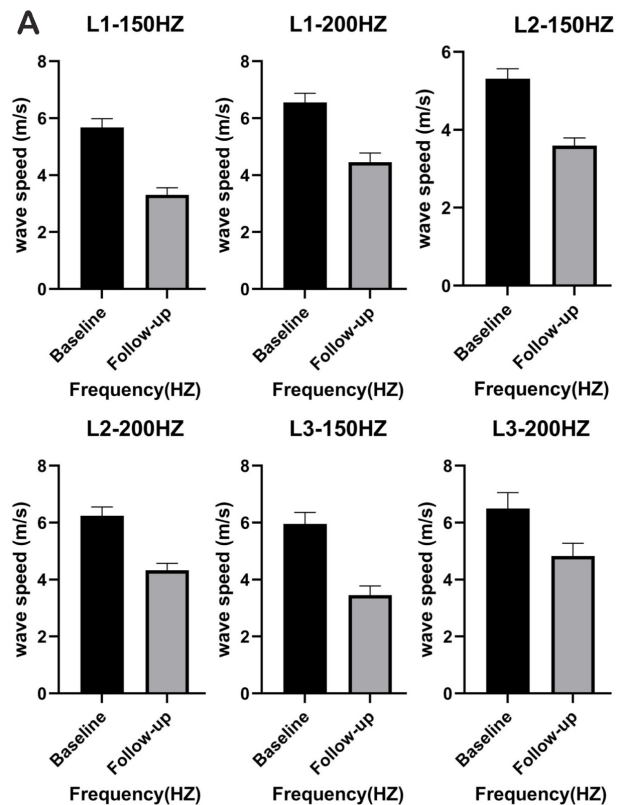 A
L1-150HZ
wave speed (m/s)
8
6
4
2
0
Baseline
Follow-up
Frequency(HZ)
L1-200HZ
wave speed (m/s)
8
6
4
2
0
Baseline
Follow-up
Frequency(HZ)
L2-150HZ
wave speed (m/s)
6
4
2
0
Baseline
Follow-up
Frequency(HZ)
L2-200HZ
wave speed (m/s)
8
6
4
2
0
Baseline
Follow-up
Frequency(HZ)
L3-150HZ
wave speed (m/s)
8
6
4
2
0
Baseline
Follow-up
Frequency(HZ)
L3-200HZ
wave speed (m/s)
8
6
4
2
0
Baseline
Follow-up
Frequency(HZ)